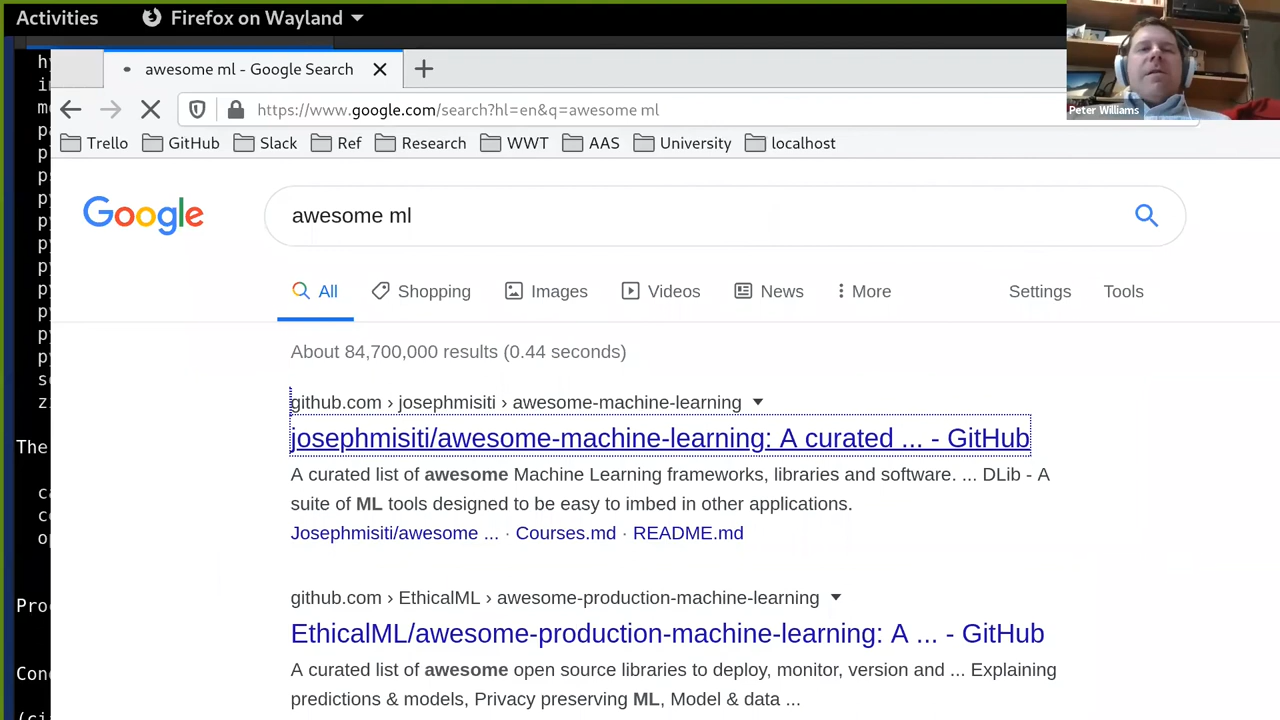 Activities
Firefox on Wayland
awesome ml - Google Search
https://www.google.com/search?hl=en&q=awesome ml
Peter Williams
Trello GitHub Slack Ref Research WWT AAS University localhost
Google
awesome ml
All Shopping Images Videos News More Settings Tools
About 84,700,000 results (0.44 seconds)
github.com › josephmisiti › awesome-machine-learning
josephmisiti/awesome-machine-learning: A curated ... - GitHub
A curated list of awesome Machine Learning frameworks, libraries and software. ... DLib - A
suite of ML tools designed to be easy to imbed in other applications.
Josephmisiti/awesome ... · Courses.md · README.md
github.com › EthicalML › awesome-production-machine-learning
EthicalML/awesome-production-machine-learning: A ... - GitHub
A curated list of awesome open source libraries to deploy, monitor, version and ... Explaining
predictions & models, Privacy preserving ML, Model & data ...
The